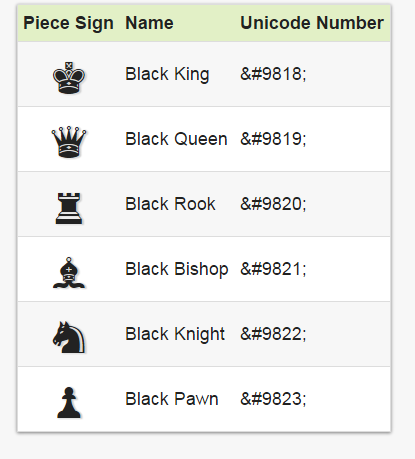 Piece Sign Name Unicode Number
♚ Black King &#9818;
♛ Black Queen &#9819;
♜ Black Rook &#9820;
♝ Black Bishop &#9821;
♞ Black Knight &#9822;
♟ Black Pawn &#9823;